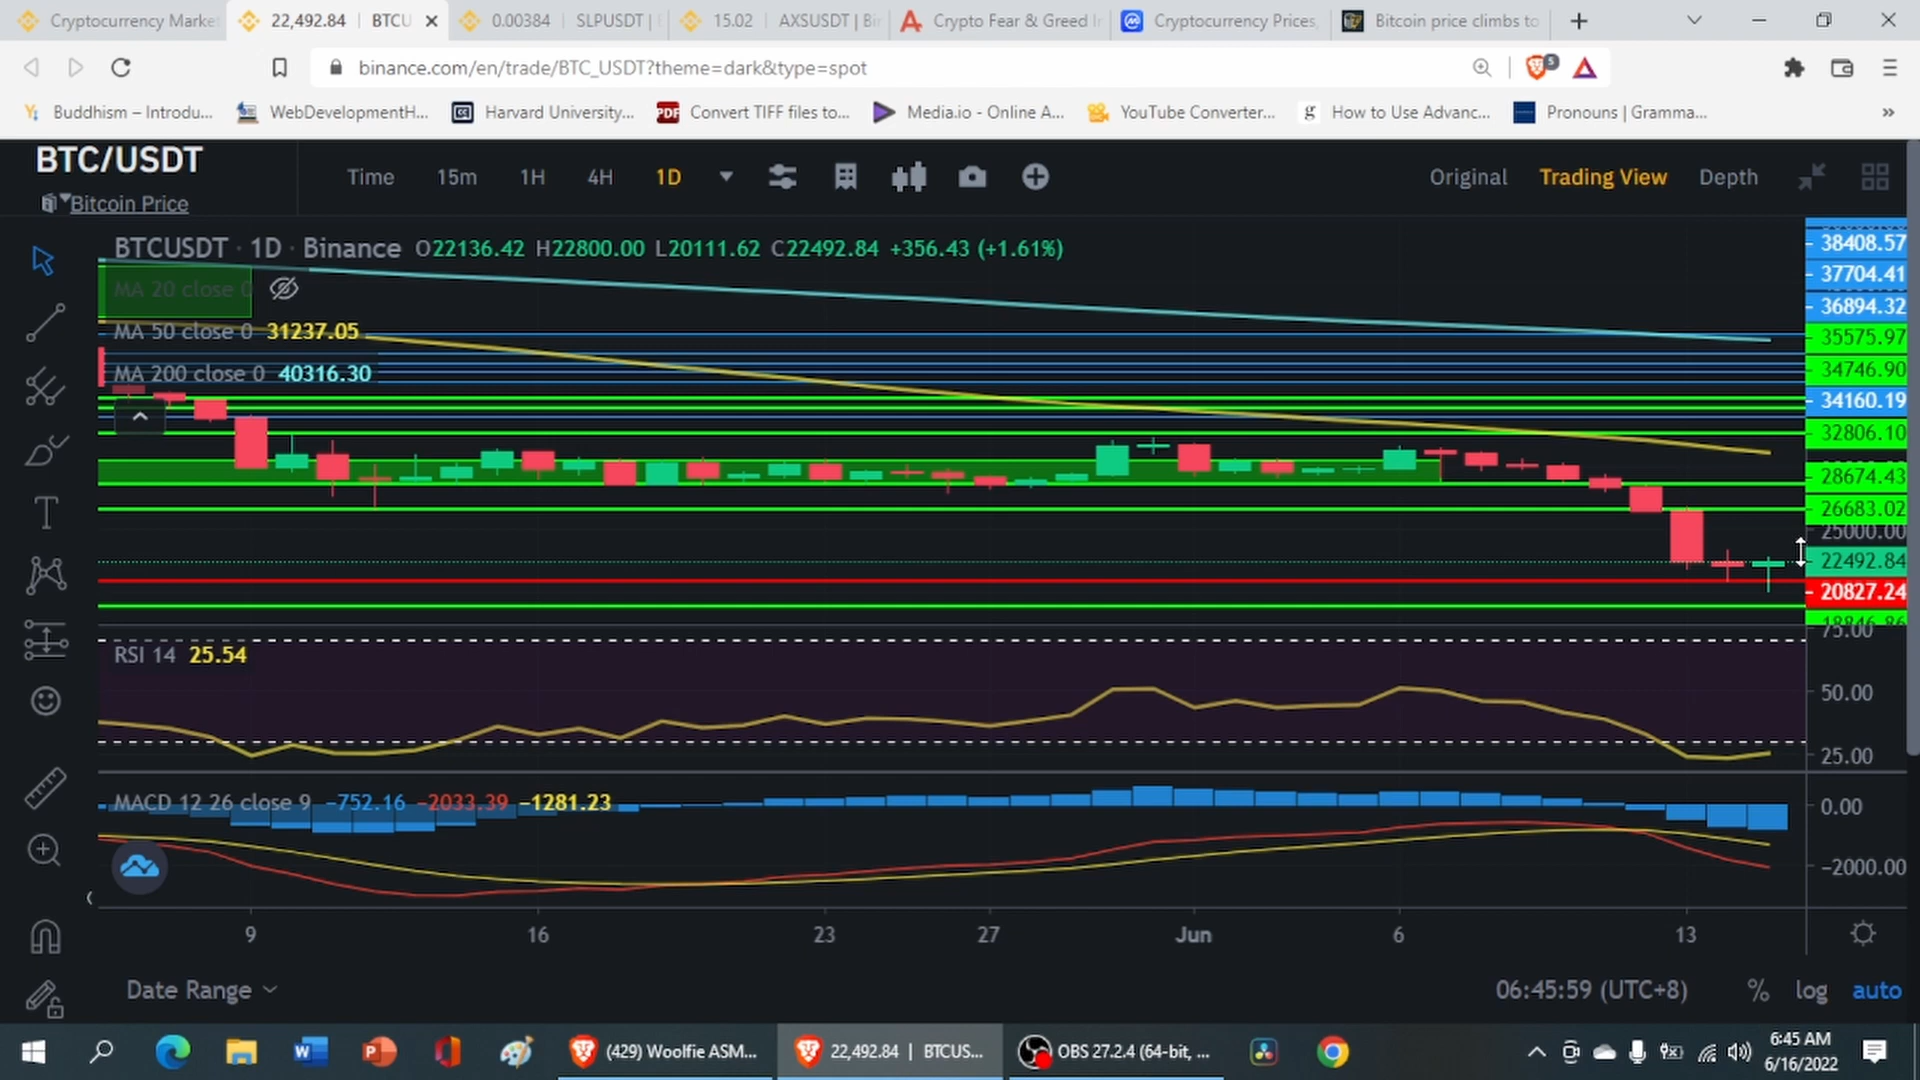 Cryptocurrency Market
22,492.84 | BTCU
0.00384 | SLPUSDT |
15.02 | AXSUSDT | Bi
Crypto Fear & Greed I
Cryptocurrency Prices,
Bitcoin price climbs to
binance.com/en/trade/BTC_USDT?theme=dark&type=spot
5
Buddhism – Introdu...
WebDevelopmentH...
Harvard University...
PDF
Convert TIFF files to...
Media.io - Online A...
YouTube Converter...
g
How to Use Advanc...
Pronouns | Gramma...
»
BTC/USDT
Bitcoin Price
Time 15m 1H 4H 1D
Original Trading View Depth
BTCUSDT · 1D · Binance O22136.42 H22800.00 L20111.62 C22492.84 +356.43 (+1.61%)
MA 20 close 0
MA 50 close 0 31237.05
MA 200 close 0 40316.30
38408.57
37704.41
36894.32
35575.97
34746.90
34160.19
32806.10
28674.43
26683.02
25000.00
22492.84
20827.24
18846.86
75.00
RSI 14 25.54
50.00
25.00
MACD 12 26 close 9 −752.16 −2033.39 −1281.23
0.00
−2000.00
9 16 23 27 Jun 6 13
Date Range
06:45:59 (UTC+8) % log auto
(429) Woolfie ASM...
22,492.84 | BTCUS...
OBS 27.2.4 (64-bit, ...
6:45 AM
6/16/2022